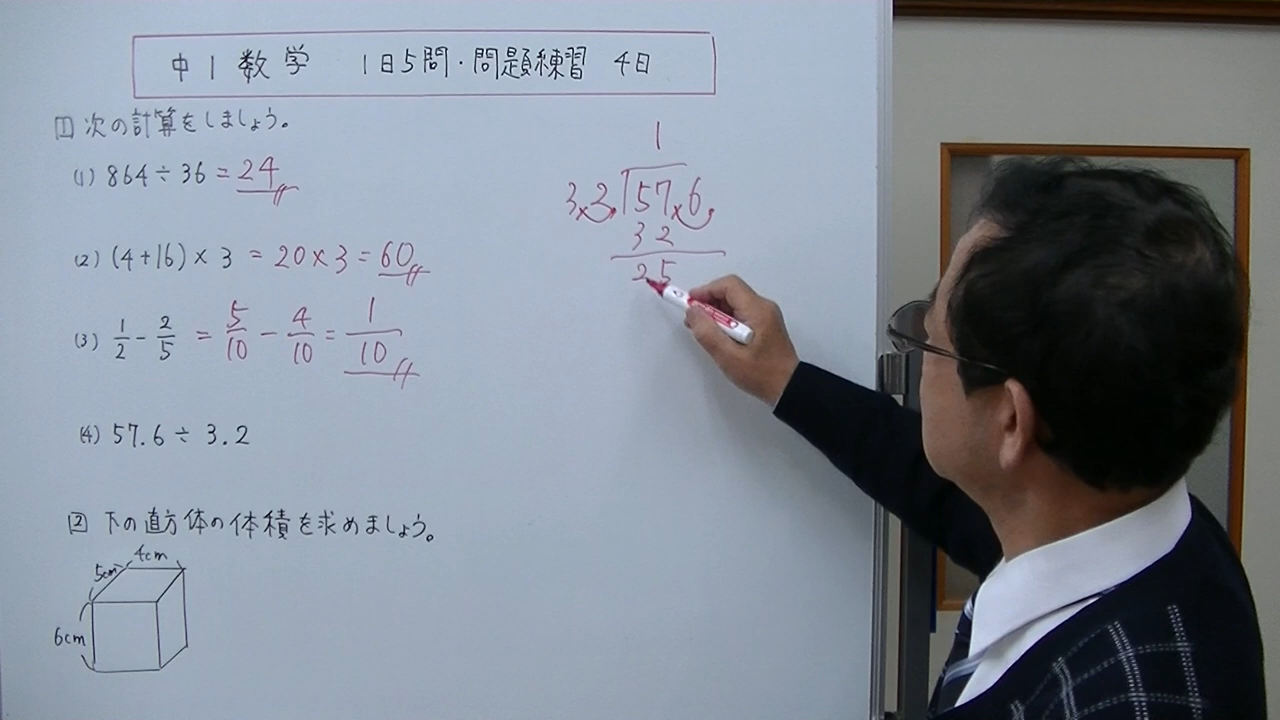 中1 数学 1日5問・問題練習 4日
1 次の計算をしましょう。
(1) 864÷36 = 24
(2) (4+16)×3 = 20×3 = 60
(3) 1/2 - 2/5 = 5/10 - 4/10 = 1/10
(4) 57.6÷3.2
2 下の直方体の体積を求めましょう。
4cm
5cm
6cm
1
3.2. 57.6.
32
25